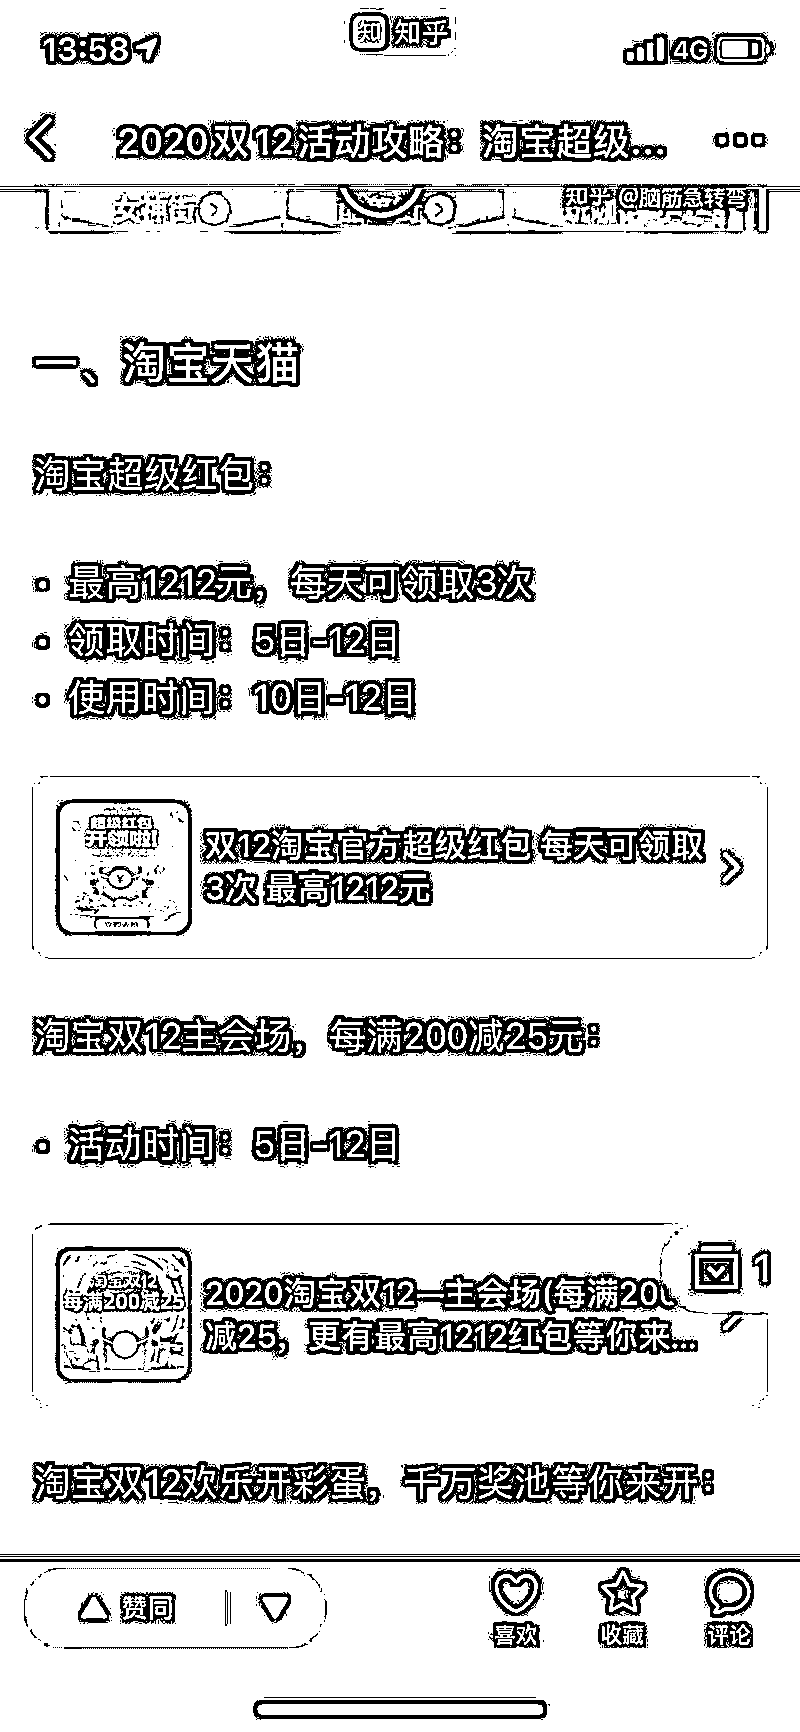 13:58
知 知乎
4G
2020双12活动攻略：淘宝超级...
知乎 @脑筋急转弯
一、淘宝天猫
淘宝超级红包：
最高1212元，每天可领取3次
领取时间：5日-12日
使用时间：10日-12日
超级红包
开领啦！
双12淘宝官方超级红包 每天可领取
3次 最高1212元
淘宝双12主会场，每满200减25元：
活动时间：5日-12日
淘宝双12
每满200减25
2020淘宝双12—主会场(每满200
减25，更有最高1212红包等你来...
1
淘宝双12欢乐开彩蛋，千万奖池等你来开：
赞同
喜欢
收藏
评论